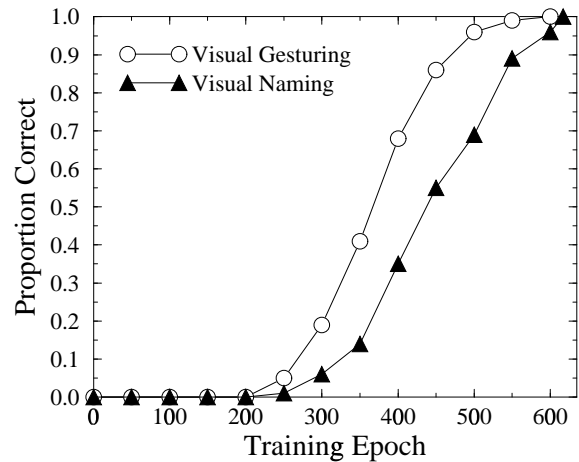 1.0
0.9
0.8
0.7
0.6
0.5
0.4
0.3
0.2
0.1
0.0
Proportion Correct
Visual Gesturing
Visual Naming
0 100 200 300 400 500 600
Training Epoch